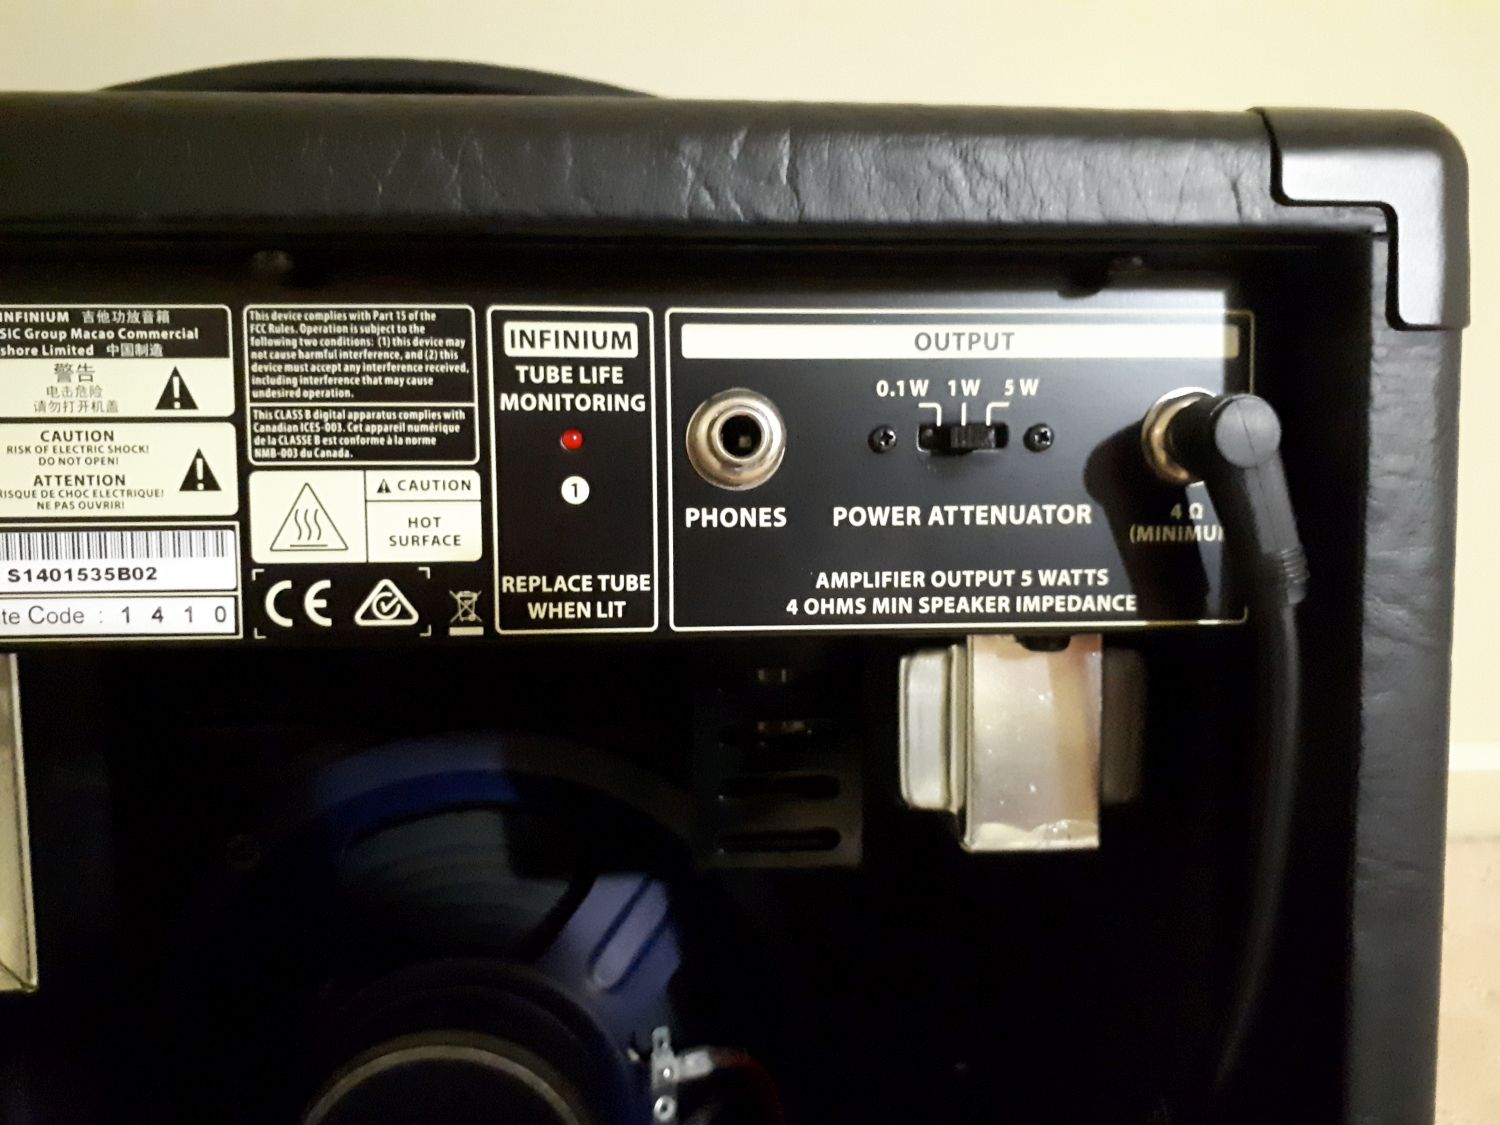 INFINIUM 吉他功放音箱
SIC Group Macao Commercial
shore Limited 中国制造
警告
电击危险
请勿打开机盖
CAUTION
RISK OF ELECTRIC SHOCK!
DO NOT OPEN!
ATTENTION
RISQUE DE CHOC ELECTRIQUE!
NE PAS OUVRIR!
S1401535B02
te Code : 1 4 1 0
This device complies with Part 15 of the
FCC Rules. Operation is subject to the
following two conditions: (1) this device may
not cause harmful interference, and (2) this
device must accept any interference received,
including interference that may cause
undesired operation.
This CLASS B digital apparatus complies with
Canadian ICES-003. Cet appareil numérique
de la CLASSE B est conforme à la norme
NMB-003 du Canada.
CAUTION
HOT
SURFACE
CE
INFINIUM
TUBE LIFE
MONITORING
1
REPLACE TUBE
WHEN LIT
OUTPUT
0.1W 1W 5W
PHONES
POWER ATTENUATOR
4 Ω
(MINIMU
AMPLIFIER OUTPUT 5 WATTS
4 OHMS MIN SPEAKER IMPEDANCE